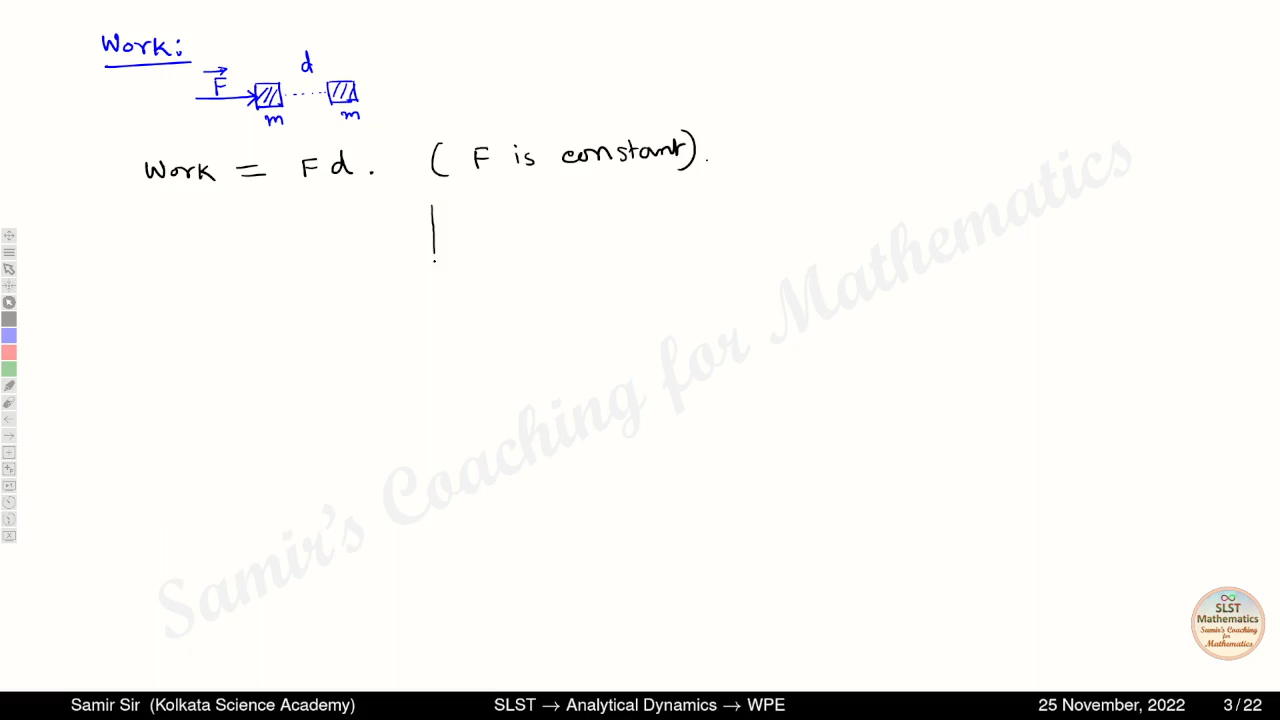 Work:
F d
m m
Work = Fd. (F is constant).
Samir's Coaching for Mathematics
SLST
Mathematics
Samir's Coaching
for
Mathematics
Samir Sir (Kolkata Science Academy) SLST → Analytical Dynamics → WPE 25 November, 2022 3 / 22